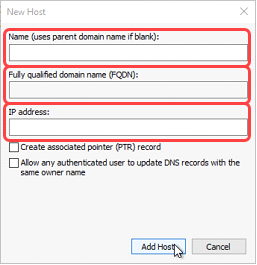 New Host
Name (uses parent domain name if blank):
Fully qualified domain name (FQDN):
IP address:
Create associated pointer (PTR) record
Allow any authenticated user to update DNS records with the
same owner name
Add Host
Cancel